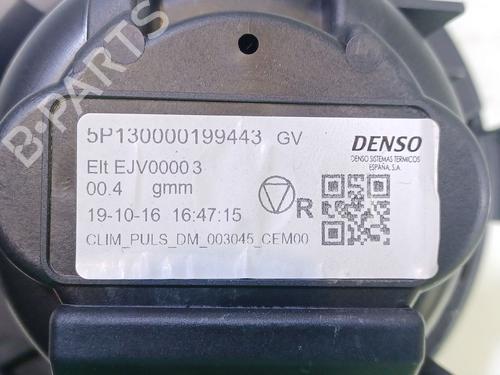 B-PARTS
5P130000199443 GV
DENSO
DENSO SISTEMAS TERMICOS
ESPAÑA, S.A.
Elt EJV00003
00.4 gmm
19-10-16 16:47:15
R
CLIM_PULS_DM_003045_CEM00